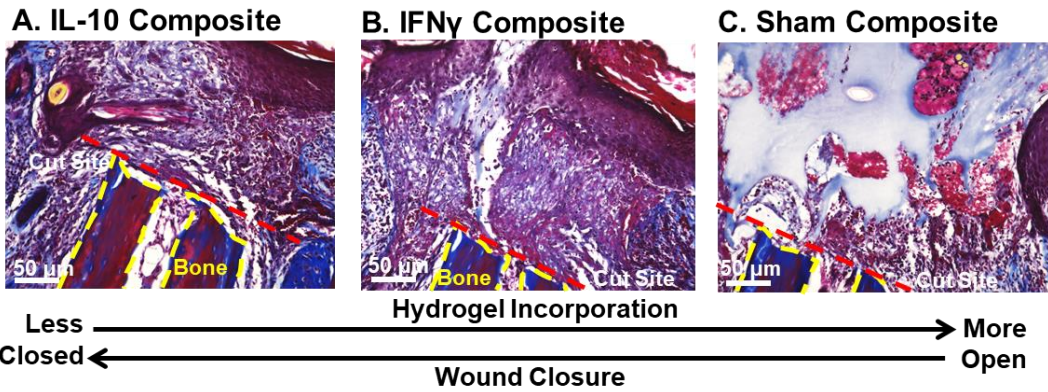 A. IL-10 Composite
B. IFNγ Composite
C. Sham Composite
Cut Site
Bone
50 μm
Bone
50 μm
Cut Site
50 μm
Cut Site
Hydrogel Incorporation
Less
More
Closed
Open
Wound Closure